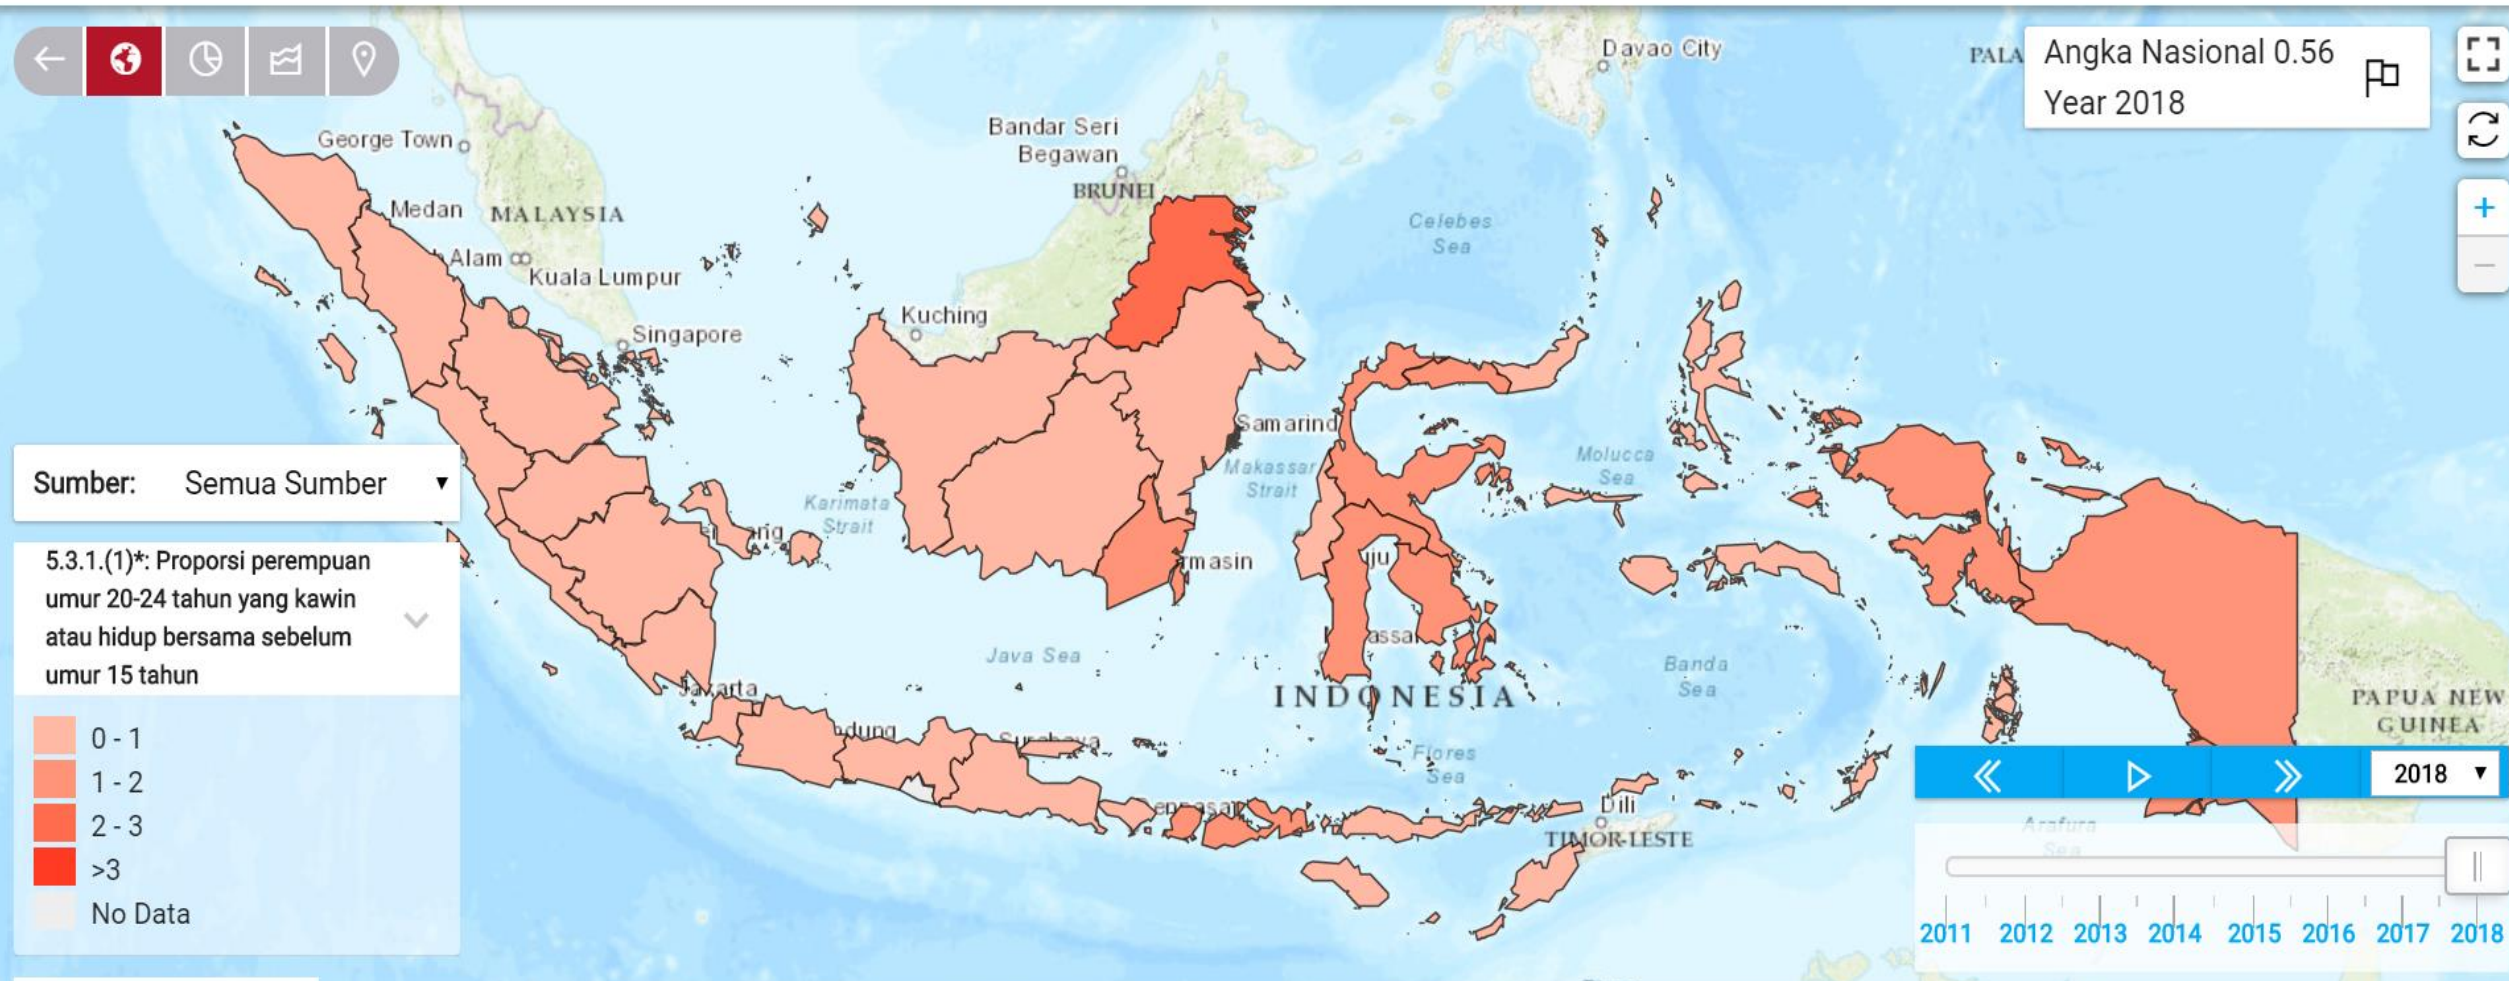 Angka Nasional 0.56
Year 2018
Sumber: Semua Sumber
5.3.1.(1)*: Proporsi perempuan
umur 20-24 tahun yang kawin
atau hidup bersama sebelum
umur 15 tahun
0 - 1
1 - 2
2 - 3
>3
No Data
2018
2011 2012 2013 2014 2015 2016 2017 2018
Davao City
PALA
George Town
Bandar Seri
Begawan
BRUNEI
Medan
MALAYSIA
Alam
Kuala Lumpur
Celebes
Sea
Kuching
Singapore
Samarind
Makassar
Strait
Molucca
Sea
Karimata
Strait
rmasin
Java Sea
Banda
Sea
INDONESIA
Jakarta
PAPUA NEW
GUINEA
Surabaya
Flores
Sea
Dili
TIMOR-LESTE
Arafura
Sea